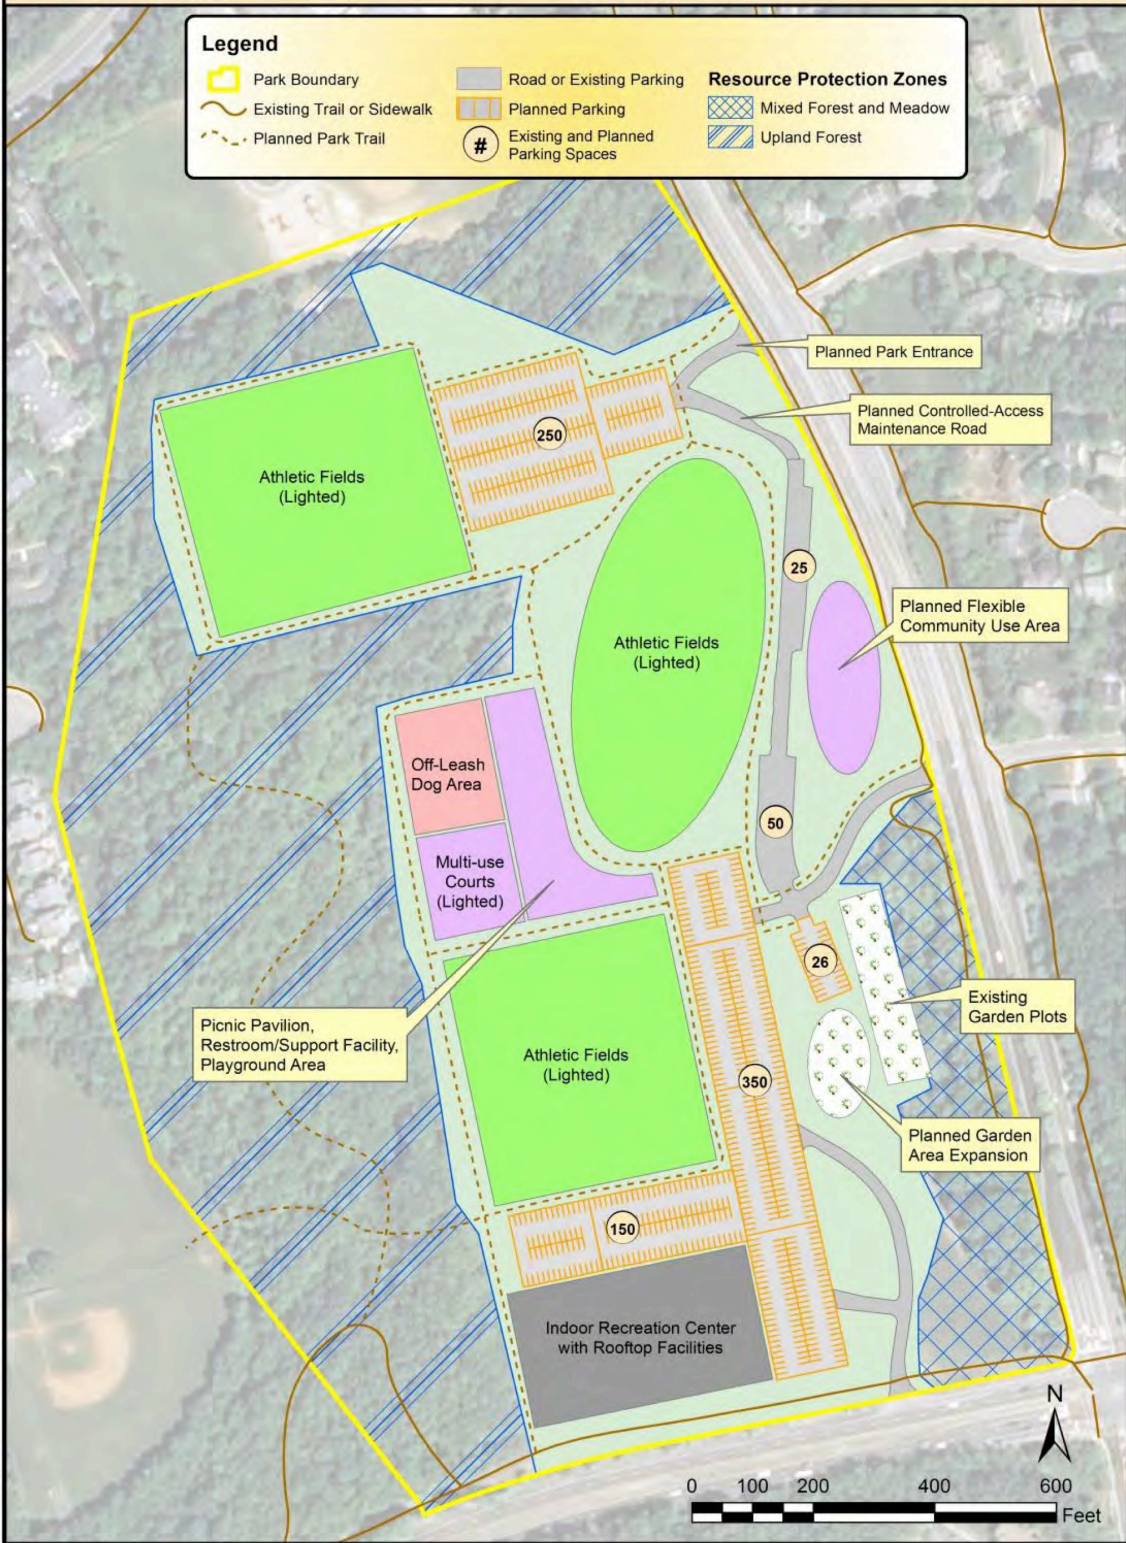 Legend
Park Boundary
Existing Trail or Sidewalk
Planned Park Trail
Road or Existing Parking
Planned Parking
#
Existing and Planned
Parking Spaces
Resource Protection Zones
Mixed Forest and Meadow
Upland Forest
Planned Park Entrance
Planned Controlled-Access
Maintenance Road
250
Athletic Fields
(Lighted)
25
Planned Flexible
Community Use Area
Athletic Fields
(Lighted)
Off-Leash
Dog Area
50
Multi-use
Courts
(Lighted)
26
Existing
Garden Plots
Picnic Pavilion,
Restroom/Support Facility,
Playground Area
Athletic Fields
(Lighted)
350
Planned Garden
Area Expansion
150
Indoor Recreation Center
with Rooftop Facilities
N
0 100 200 400 600
Feet